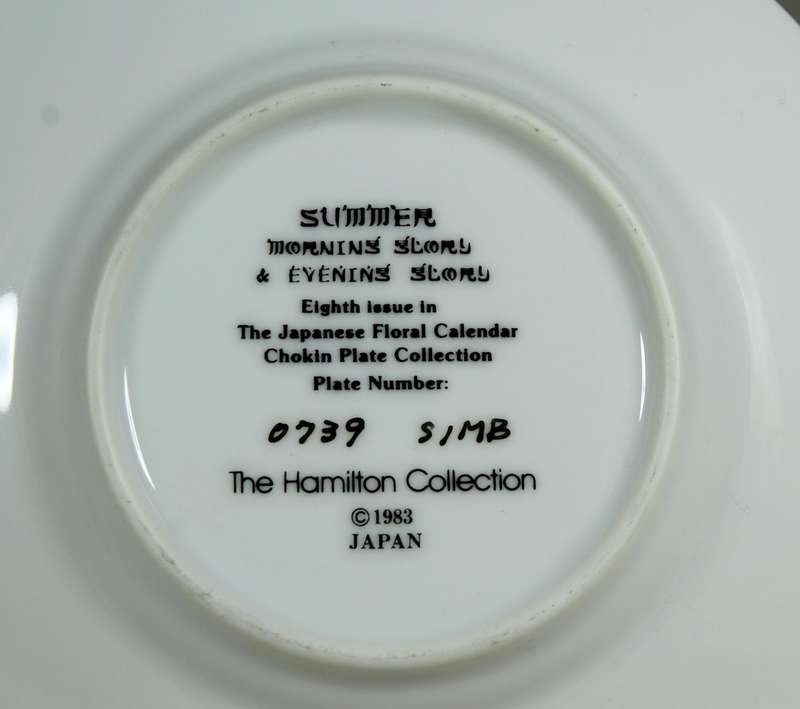 SUMMER
MORNING GLORY
& EVENING GLORY
Eighth issue in
The Japanese Floral Calendar
Chokin Plate Collection
Plate Number:
0739 S/MB
The Hamilton Collection
©1983
JAPAN